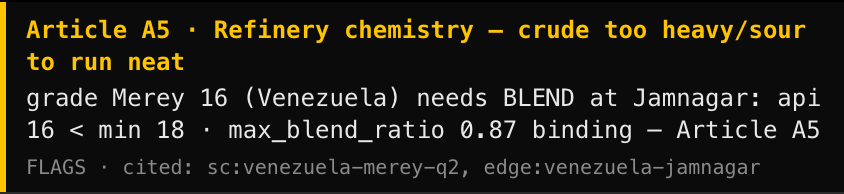 Article A5 · Refinery chemistry — crude too heavy/sour
to run neat
grade Merey 16 (Venezuela) needs BLEND at Jamnagar: api
16 < min 18 · max_blend_ratio 0.87 binding — Article A5
FLAGS · cited: sc:venezuela-merey-q2, edge:venezuela-jamnagar